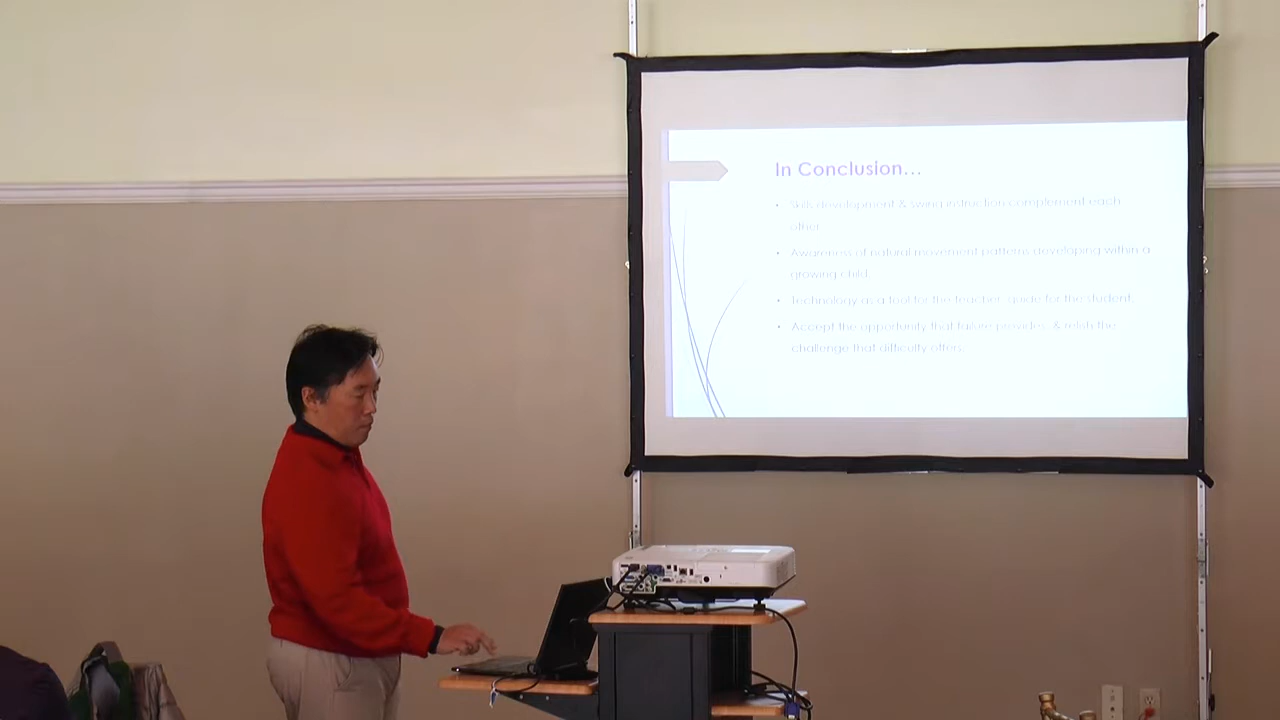 In Conclusion...
• Skills development & swing instruction complement each
other.
• Awareness of natural movement patterns developing within a
growing child
• Technology as a tool for the teacher, guide for the student.
• Accept the opportunity that failure provides, & relish the
challenge that difficulty offers.